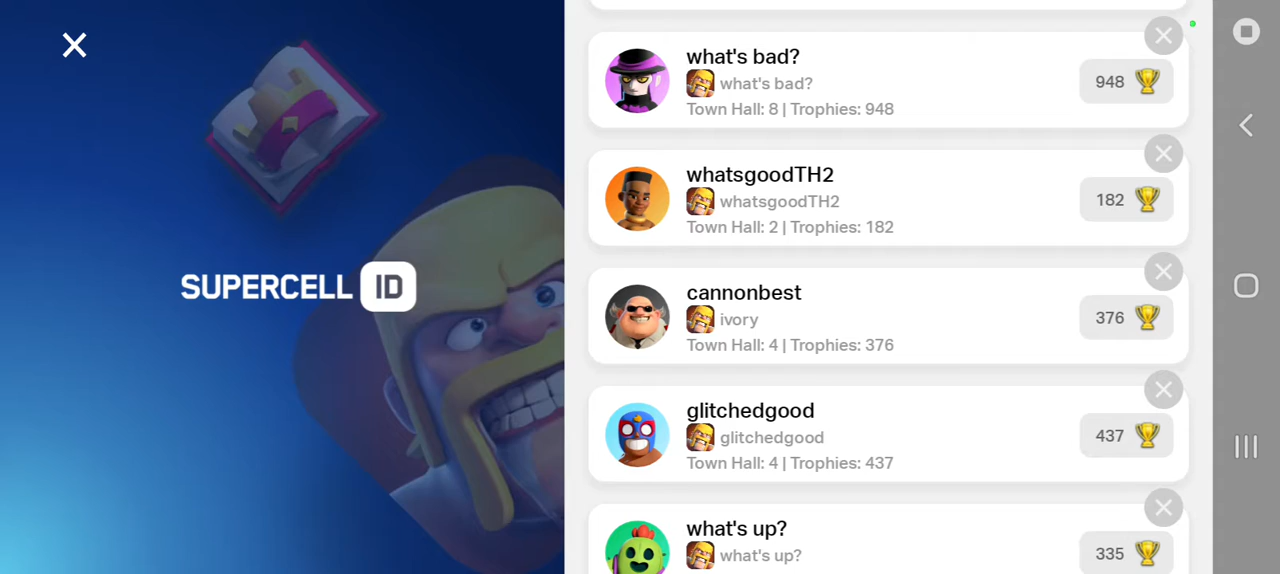 SUPERCELL ID
what's bad?
what's bad?
Town Hall: 8 | Trophies: 948
948
whatsgoodTH2
whatsgoodTH2
Town Hall: 2 | Trophies: 182
182
cannonbest
ivory
Town Hall: 4 | Trophies: 376
376
glitchedgood
glitchedgood
Town Hall: 4 | Trophies: 437
437
what's up?
what's up?
335